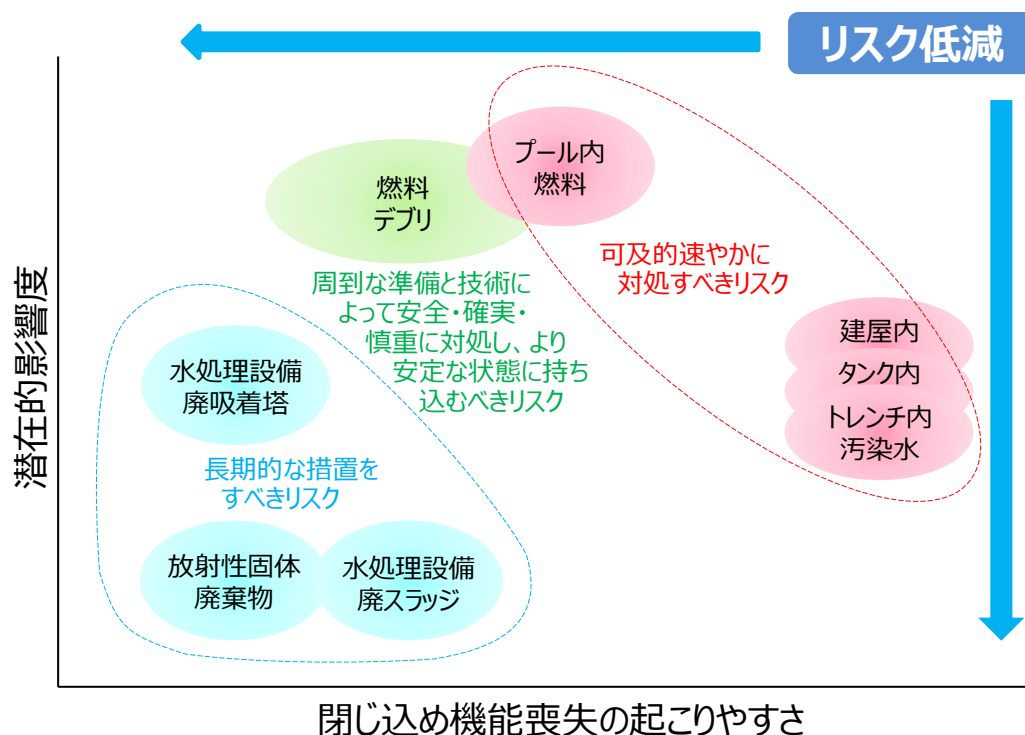 リスク低減
プール内
燃料
燃料
デブリ
可及的速やかに
対処すべきリスク
周到な準備と技術に
よって安全・確実・
慎重に対処し、より
安定な状態に持ち
込むべきリスク
建屋内
タンク内
トレンチ内
汚染水
水処理設備
廃吸着塔
長期的な措置を
すべきリスク
放射性固体
廃棄物
水処理設備
廃スラッジ
潜在的影響度
閉じ込め機能喪失の起こりやすさ